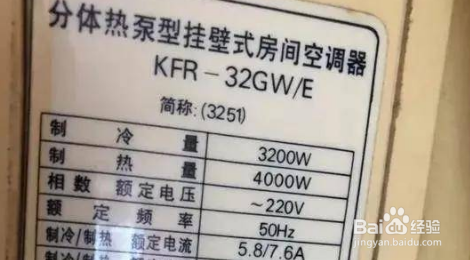 分体热泵型挂壁式房间空调器
KFR-32GW/E
简称:(3251)
制冷量 3200W
制热量 4000W
相数 额定电压 ~220V
额定频率 50Hz
制冷/制热 额定电流 5.8/7.6A
Bai du 经验
jingyan.baidu.com